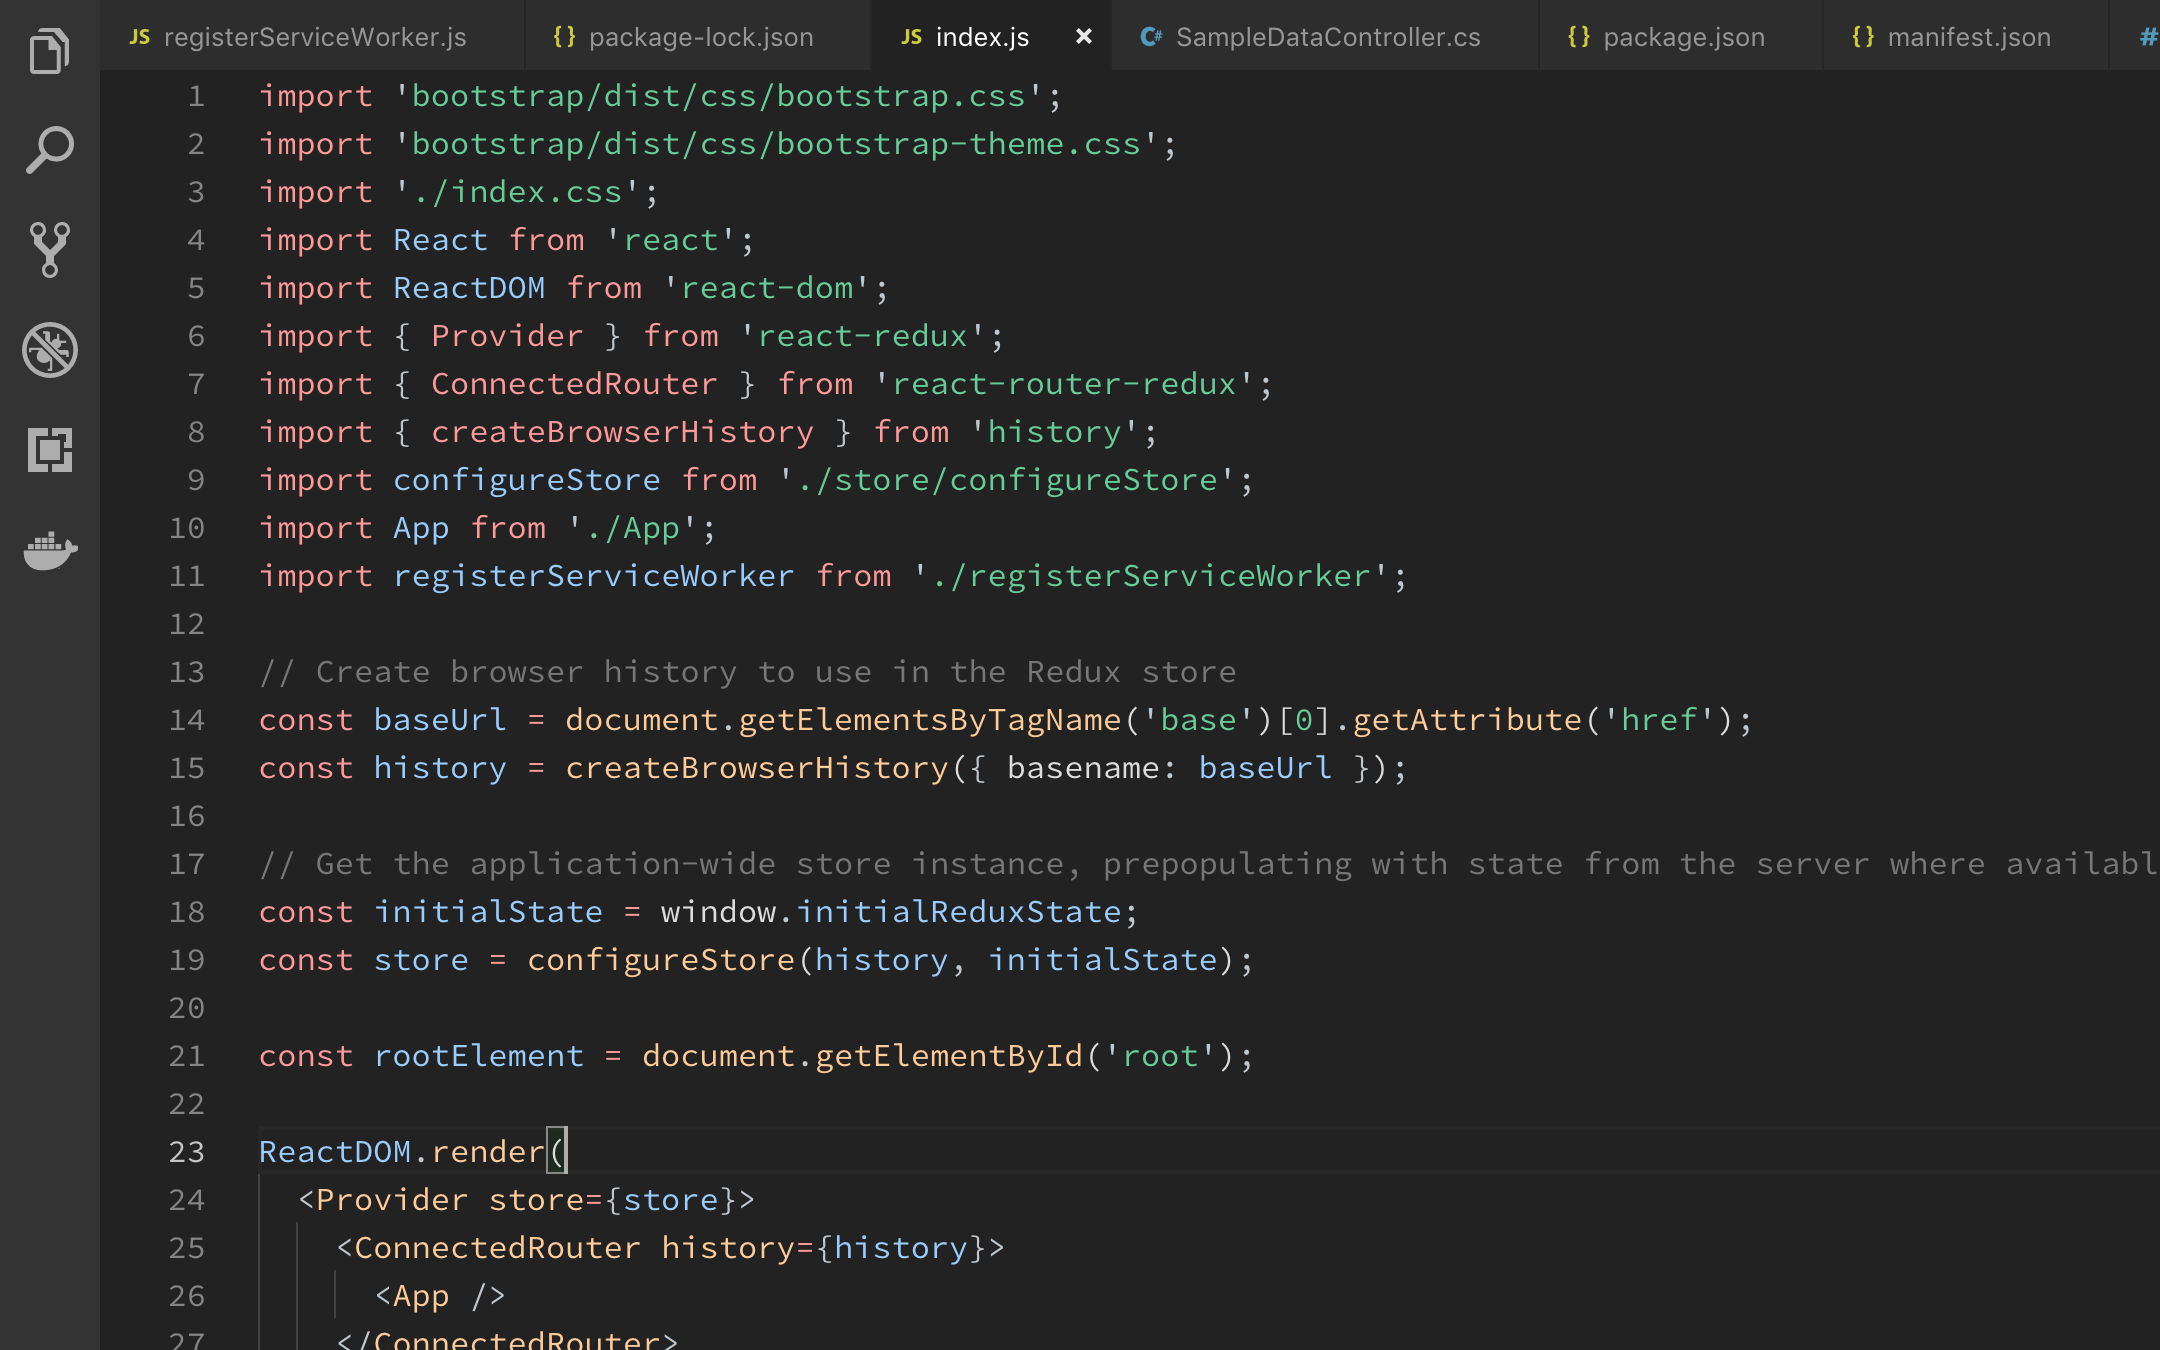 JS registerServiceWorker.js {} package-lock.json JS index.js × C# SampleDataController.cs {} package.json {} manifest.json #
1 import 'bootstrap/dist/css/bootstrap.css';
2 import 'bootstrap/dist/css/bootstrap-theme.css';
3 import './index.css';
4 import React from 'react';
5 import ReactDOM from 'react-dom';
6 import { Provider } from 'react-redux';
7 import { ConnectedRouter } from 'react-router-redux';
8 import { createBrowserHistory } from 'history';
9 import configureStore from './store/configureStore';
10 import App from './App';
11 import registerServiceWorker from './registerServiceWorker';
12
13 // Create browser history to use in the Redux store
14 const baseUrl = document.getElementsByTagName('base')[0].getAttribute('href');
15 const history = createBrowserHistory({ basename: baseUrl });
16
17 // Get the application-wide store instance, prepopulating with state from the server where availabl
18 const initialState = window.initialReduxState;
19 const store = configureStore(history, initialState);
20
21 const rootElement = document.getElementById('root');
22
23 ReactDOM.render(
24 <Provider store={store}>
25 <ConnectedRouter history={history}>
26 <App />
27 </ConnectedRouter>